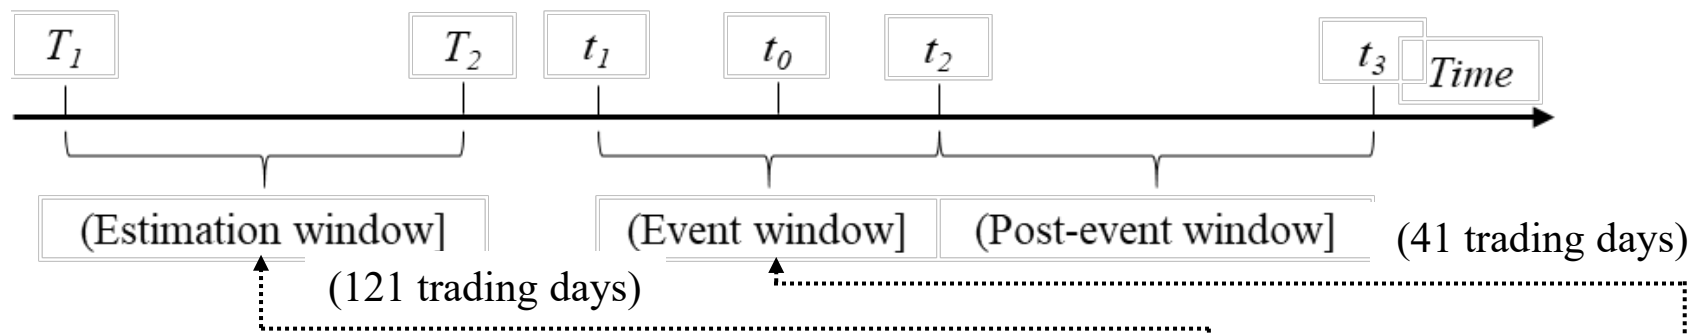 T1 T2 t1 t0 t2 t3 Time
(Estimation window] (Event window] (Post-event window] (41 trading days)
(121 trading days)